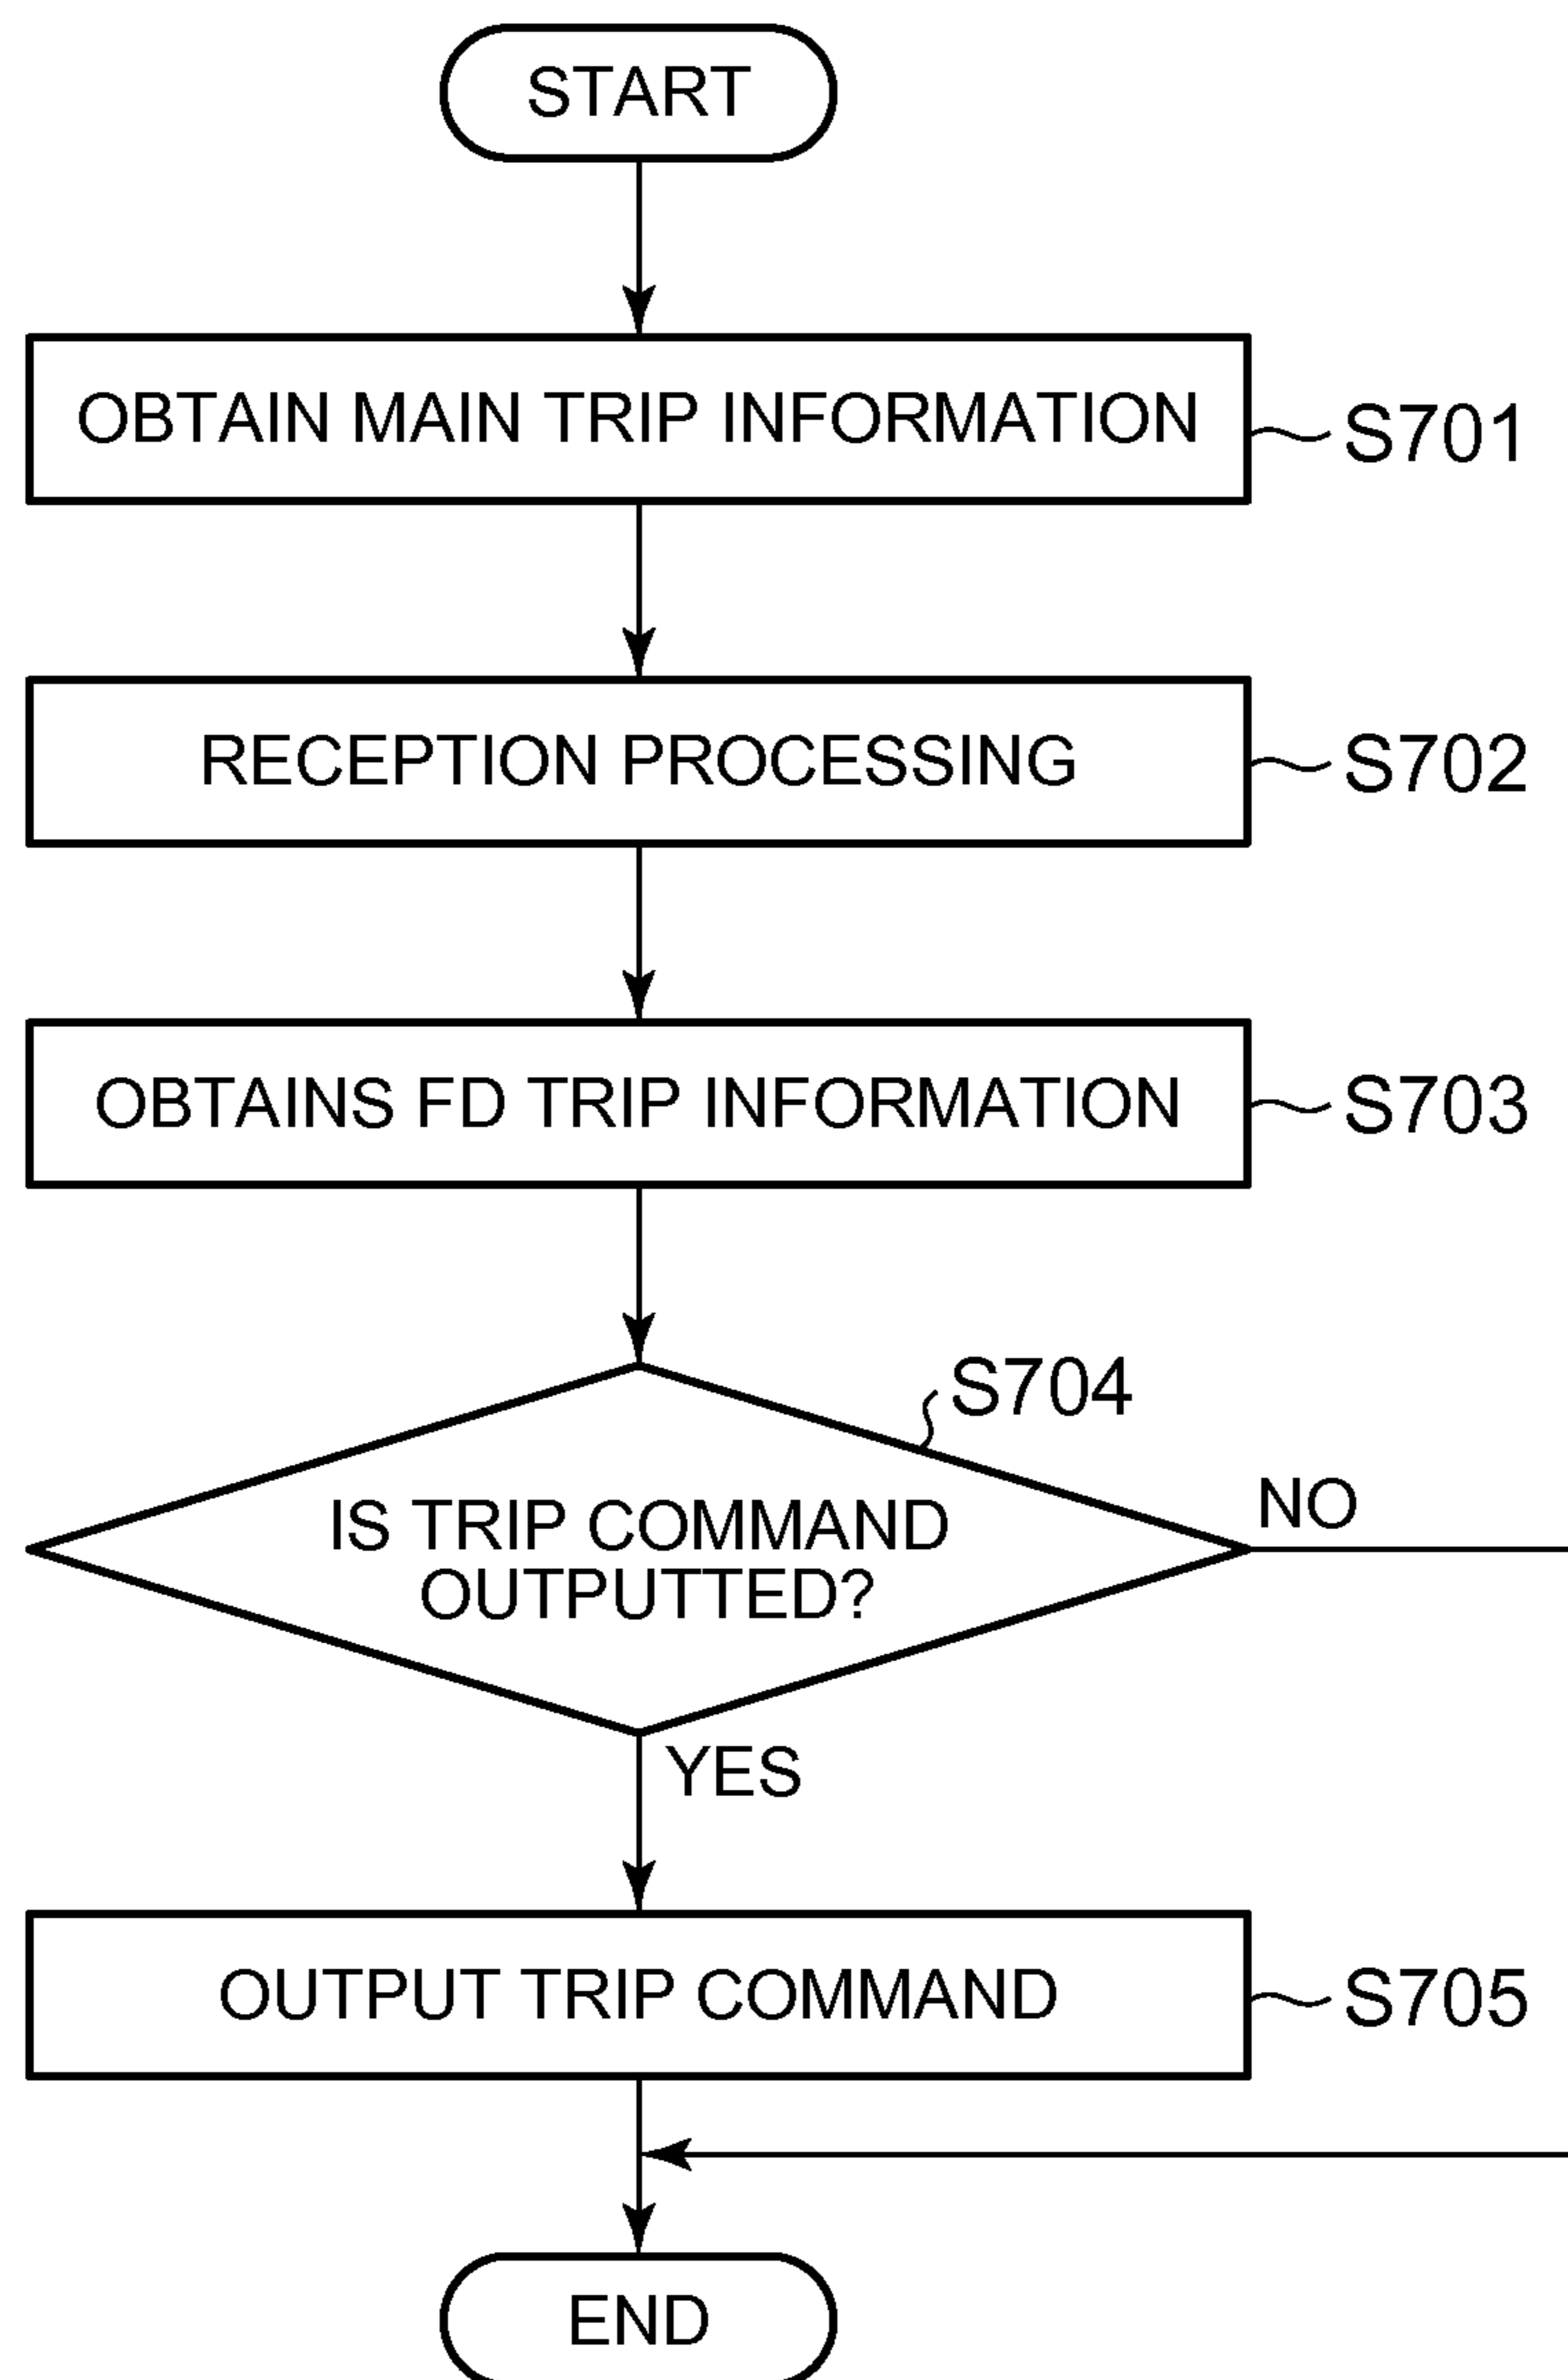 START
OBTAIN MAIN TRIP INFORMATION
S701
RECEPTION PROCESSING
S702
OBTAINS FD TRIP INFORMATION
S703
S704
IS TRIP COMMAND
OUTPUTTED?
NO
YES
OUTPUT TRIP COMMAND
S705
END